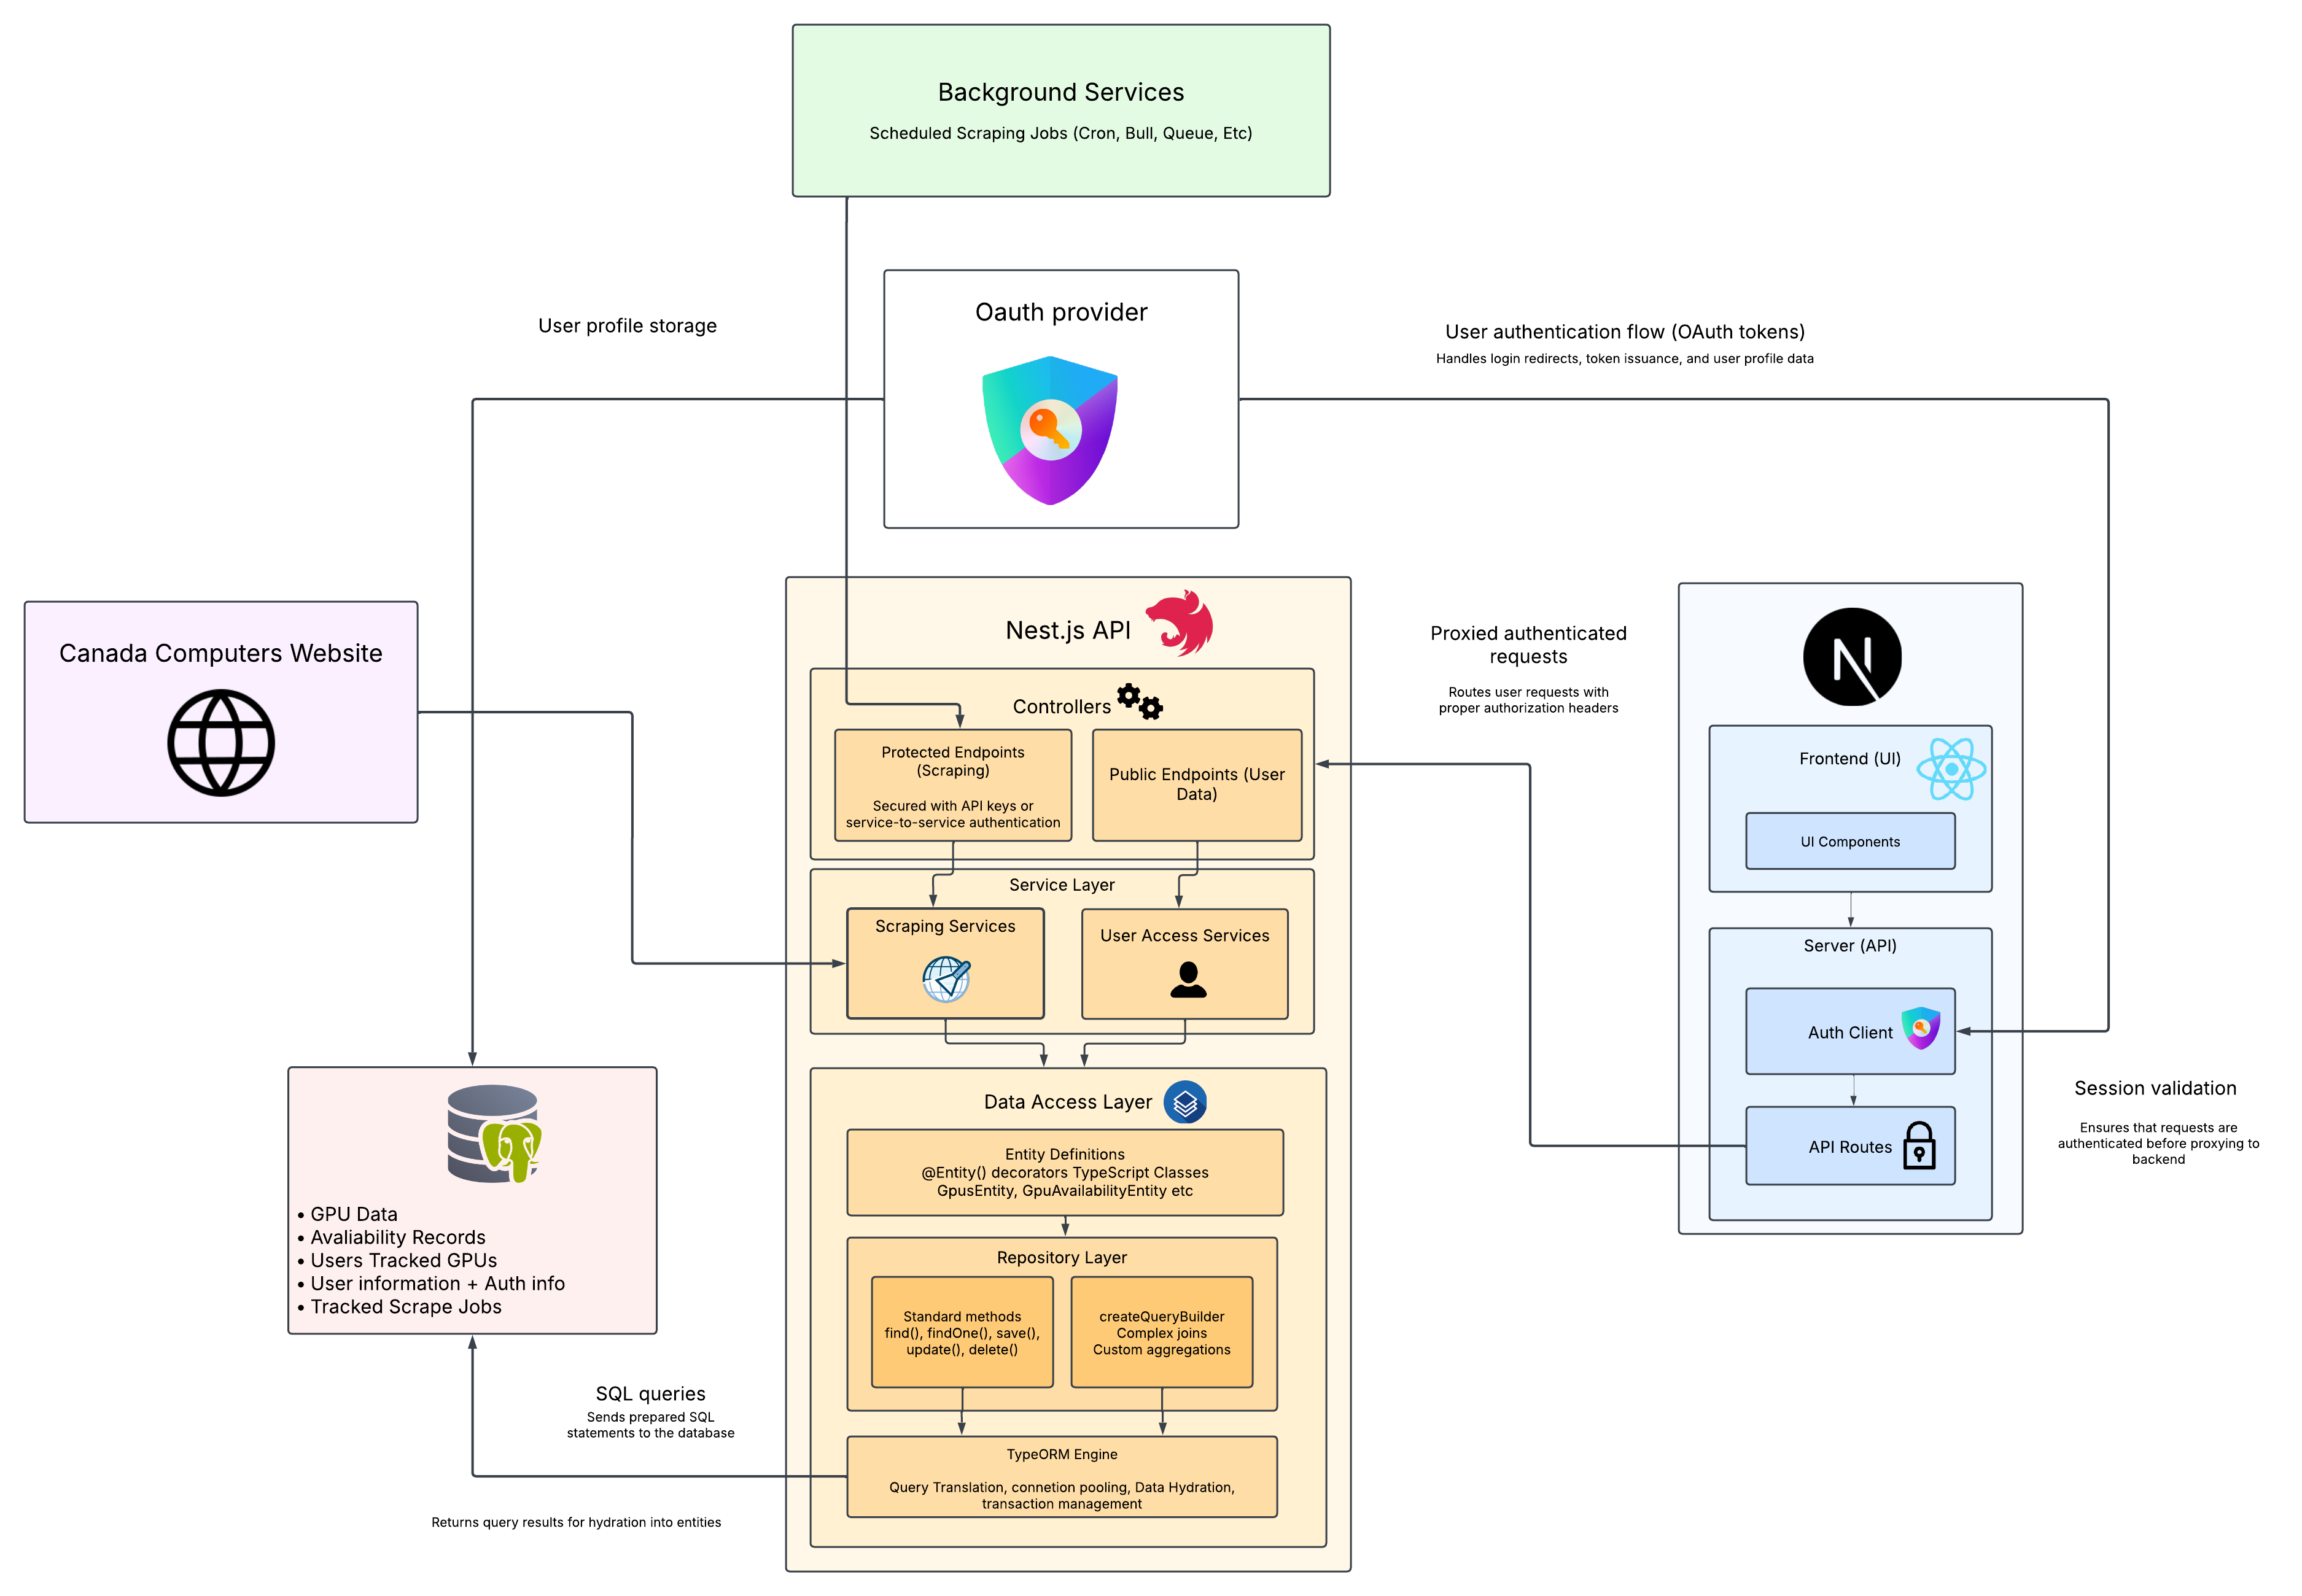 Background Services
Scheduled Scraping Jobs (Cron, Bull, Queue, Etc)
Oauth provider
User profile storage
User authentication flow (OAuth tokens)
Handles login redirects, token issuance, and user profile data
Canada Computers Website
Nest.js API
Controllers
Protected Endpoints
(Scraping)
Secured with API keys or
service-to-service authentication
Public Endpoints (User
Data)
Service Layer
Scraping Services
User Access Services
Data Access Layer
Entity Definitions
@Entity() decorators TypeScript Classes
GpusEntity, GpuAvailabilityEntity etc
Repository Layer
Standard methods
find(), findOne(), save(),
update(), delete()
createQueryBuilder
Complex joins
Custom aggregations
TypeORM Engine
Query Translation, connetion pooling, Data Hydration,
transaction management
Proxied authenticated
requests
Routes user requests with
proper authorization headers
N
Frontend (UI)
UI Components
Server (API)
Auth Client
API Routes
Session validation
Ensures that requests are
authenticated before proxying to
backend
• GPU Data
• Avaliability Records
• Users Tracked GPUs
• User information + Auth info
• Tracked Scrape Jobs
SQL queries
Sends prepared SQL
statements to the database
Returns query results for hydration into entities